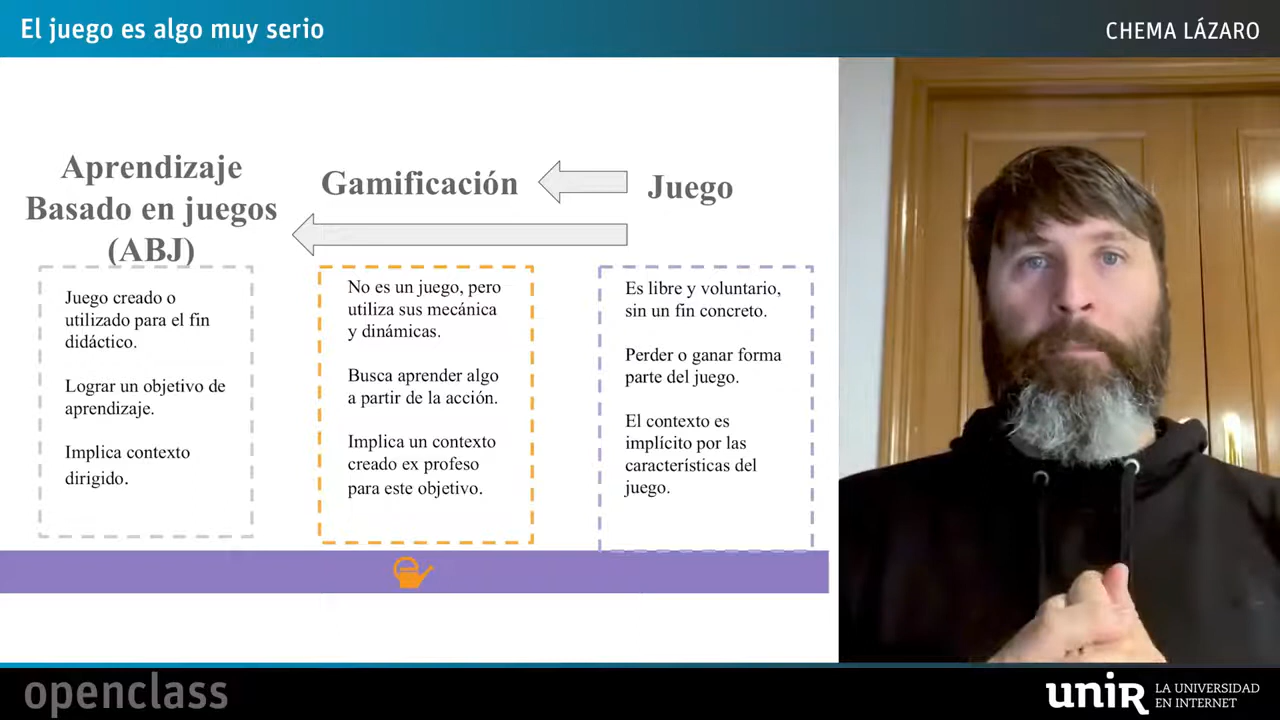 El juego es algo muy serio
CHEMA LÁZARO
Aprendizaje
Basado en juegos
(ABJ)
Juego creado o
utilizado para el fin
didáctico.
Lograr un objetivo de
aprendizaje.
Implica contexto
dirigido.
Gamificación
No es un juego, pero
utiliza sus mecánica
y dinámicas.
Busca aprender algo
a partir de la acción.
Implica un contexto
creado ex profeso
para este objetivo.
Juego
Es libre y voluntario,
sin un fin concreto.
Perder o ganar forma
parte del juego.
El contexto es
implícito por las
características del
juego.
openclass
unir
LA UNIVERSIDAD
EN INTERNET